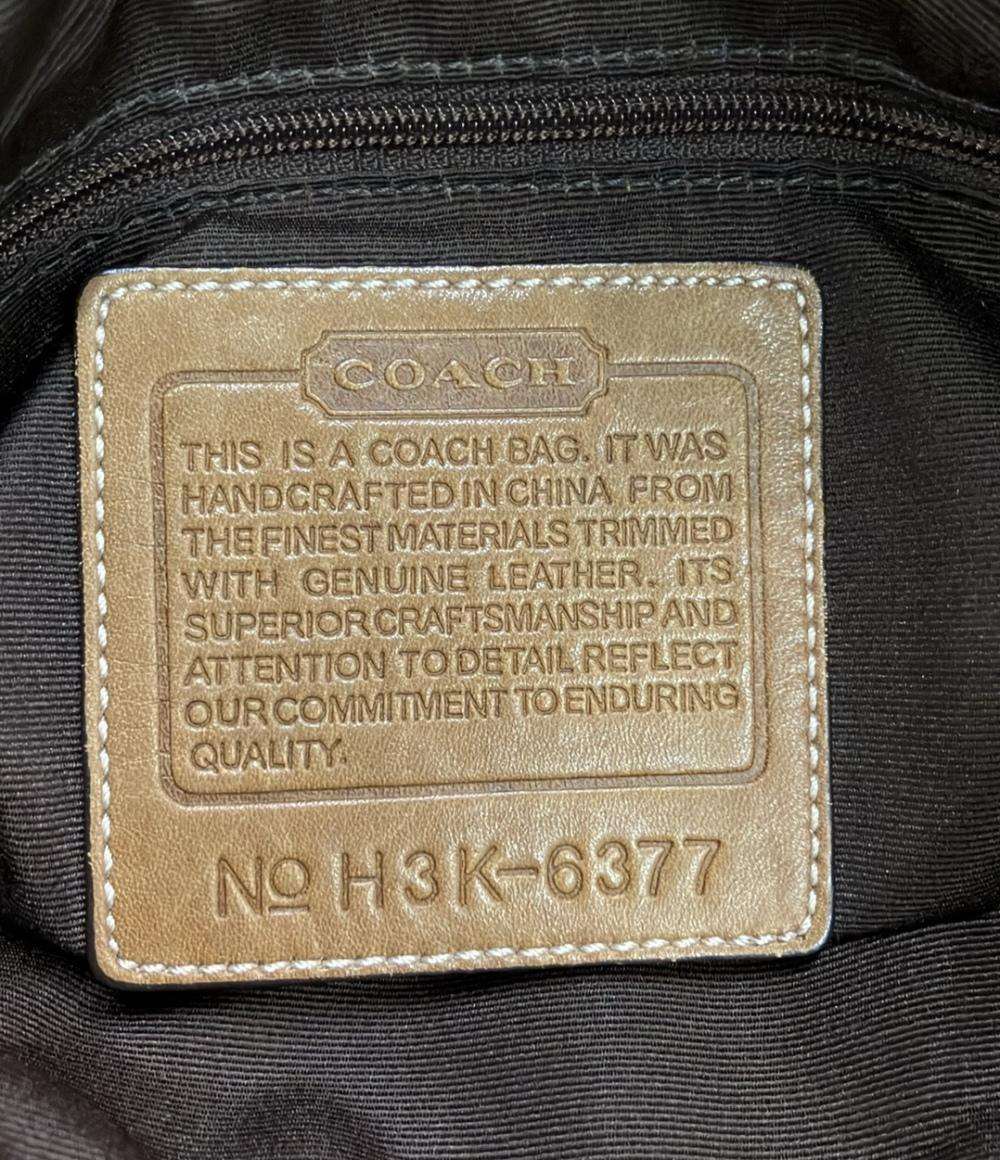 COACH
THIS IS A COACH BAG. IT WAS
HANDCRAFTED IN CHINA FROM
THE FINEST MATERIALS TRIMMED
WITH GENUINE LEATHER. ITS
SUPERIOR CRAFTSMANSHIP AND
ATTENTION TO DETAIL REFLECT
OUR COMMITMENT TO ENDURING
QUALITY.
No H3K-6377